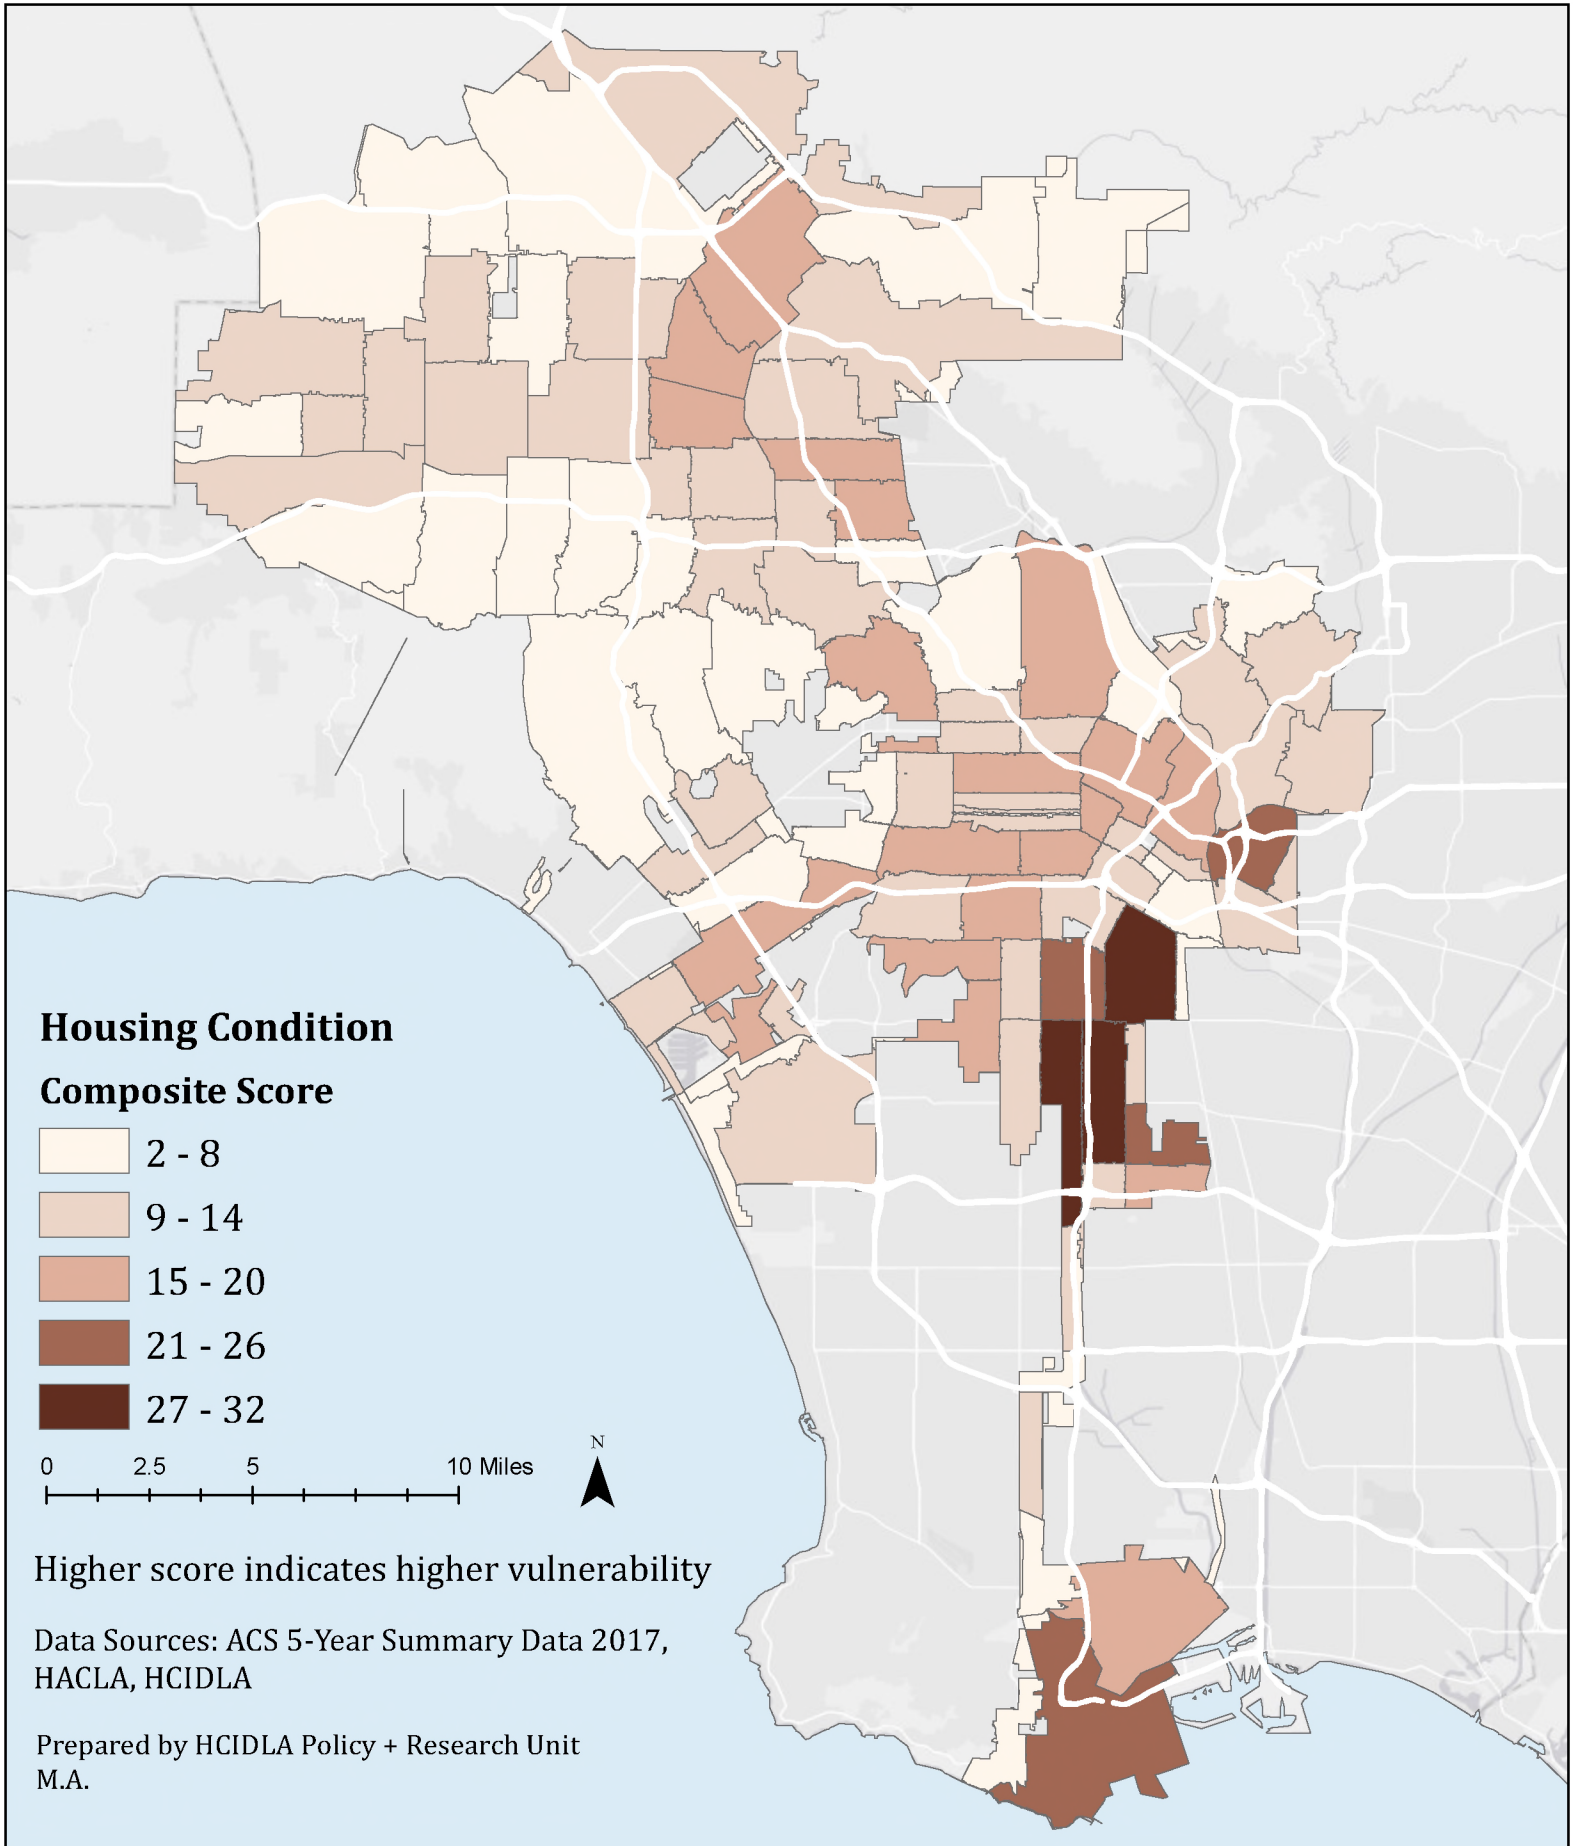 Housing Condition
Composite Score
2 - 8
9 - 14
15 - 20
21 - 26
27 - 32
0 2.5 5 10 Miles
N
Higher score indicates higher vulnerability
Data Sources: ACS 5-Year Summary Data 2017,
HACLA, HCIDLA
Prepared by HCIDLA Policy + Research Unit
M.A.